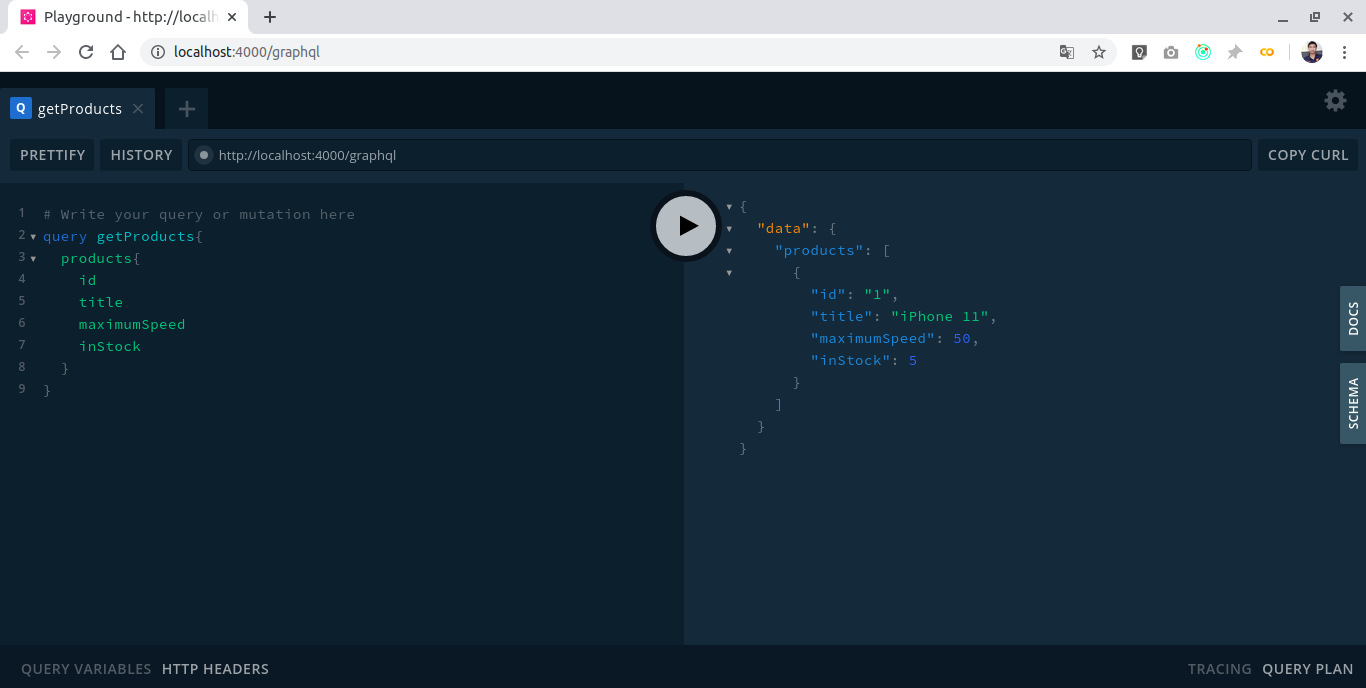 Playground - http://localh
localhost:4000/graphql
Q getProducts
PRETTIFY HISTORY http://localhost:4000/graphql COPY CURL
1 # Write your query or mutation here
2 query getProducts{
3 products{
4 id
5 title
6 maximumSpeed
7 inStock
8 }
9 }
{
"data": {
"products": [
{
"id": "1",
"title": "iPhone 11",
"maximumSpeed": 50,
"inStock": 5
}
]
}
}
DOCS
SCHEMA
QUERY VARIABLES HTTP HEADERS TRACING QUERY PLAN